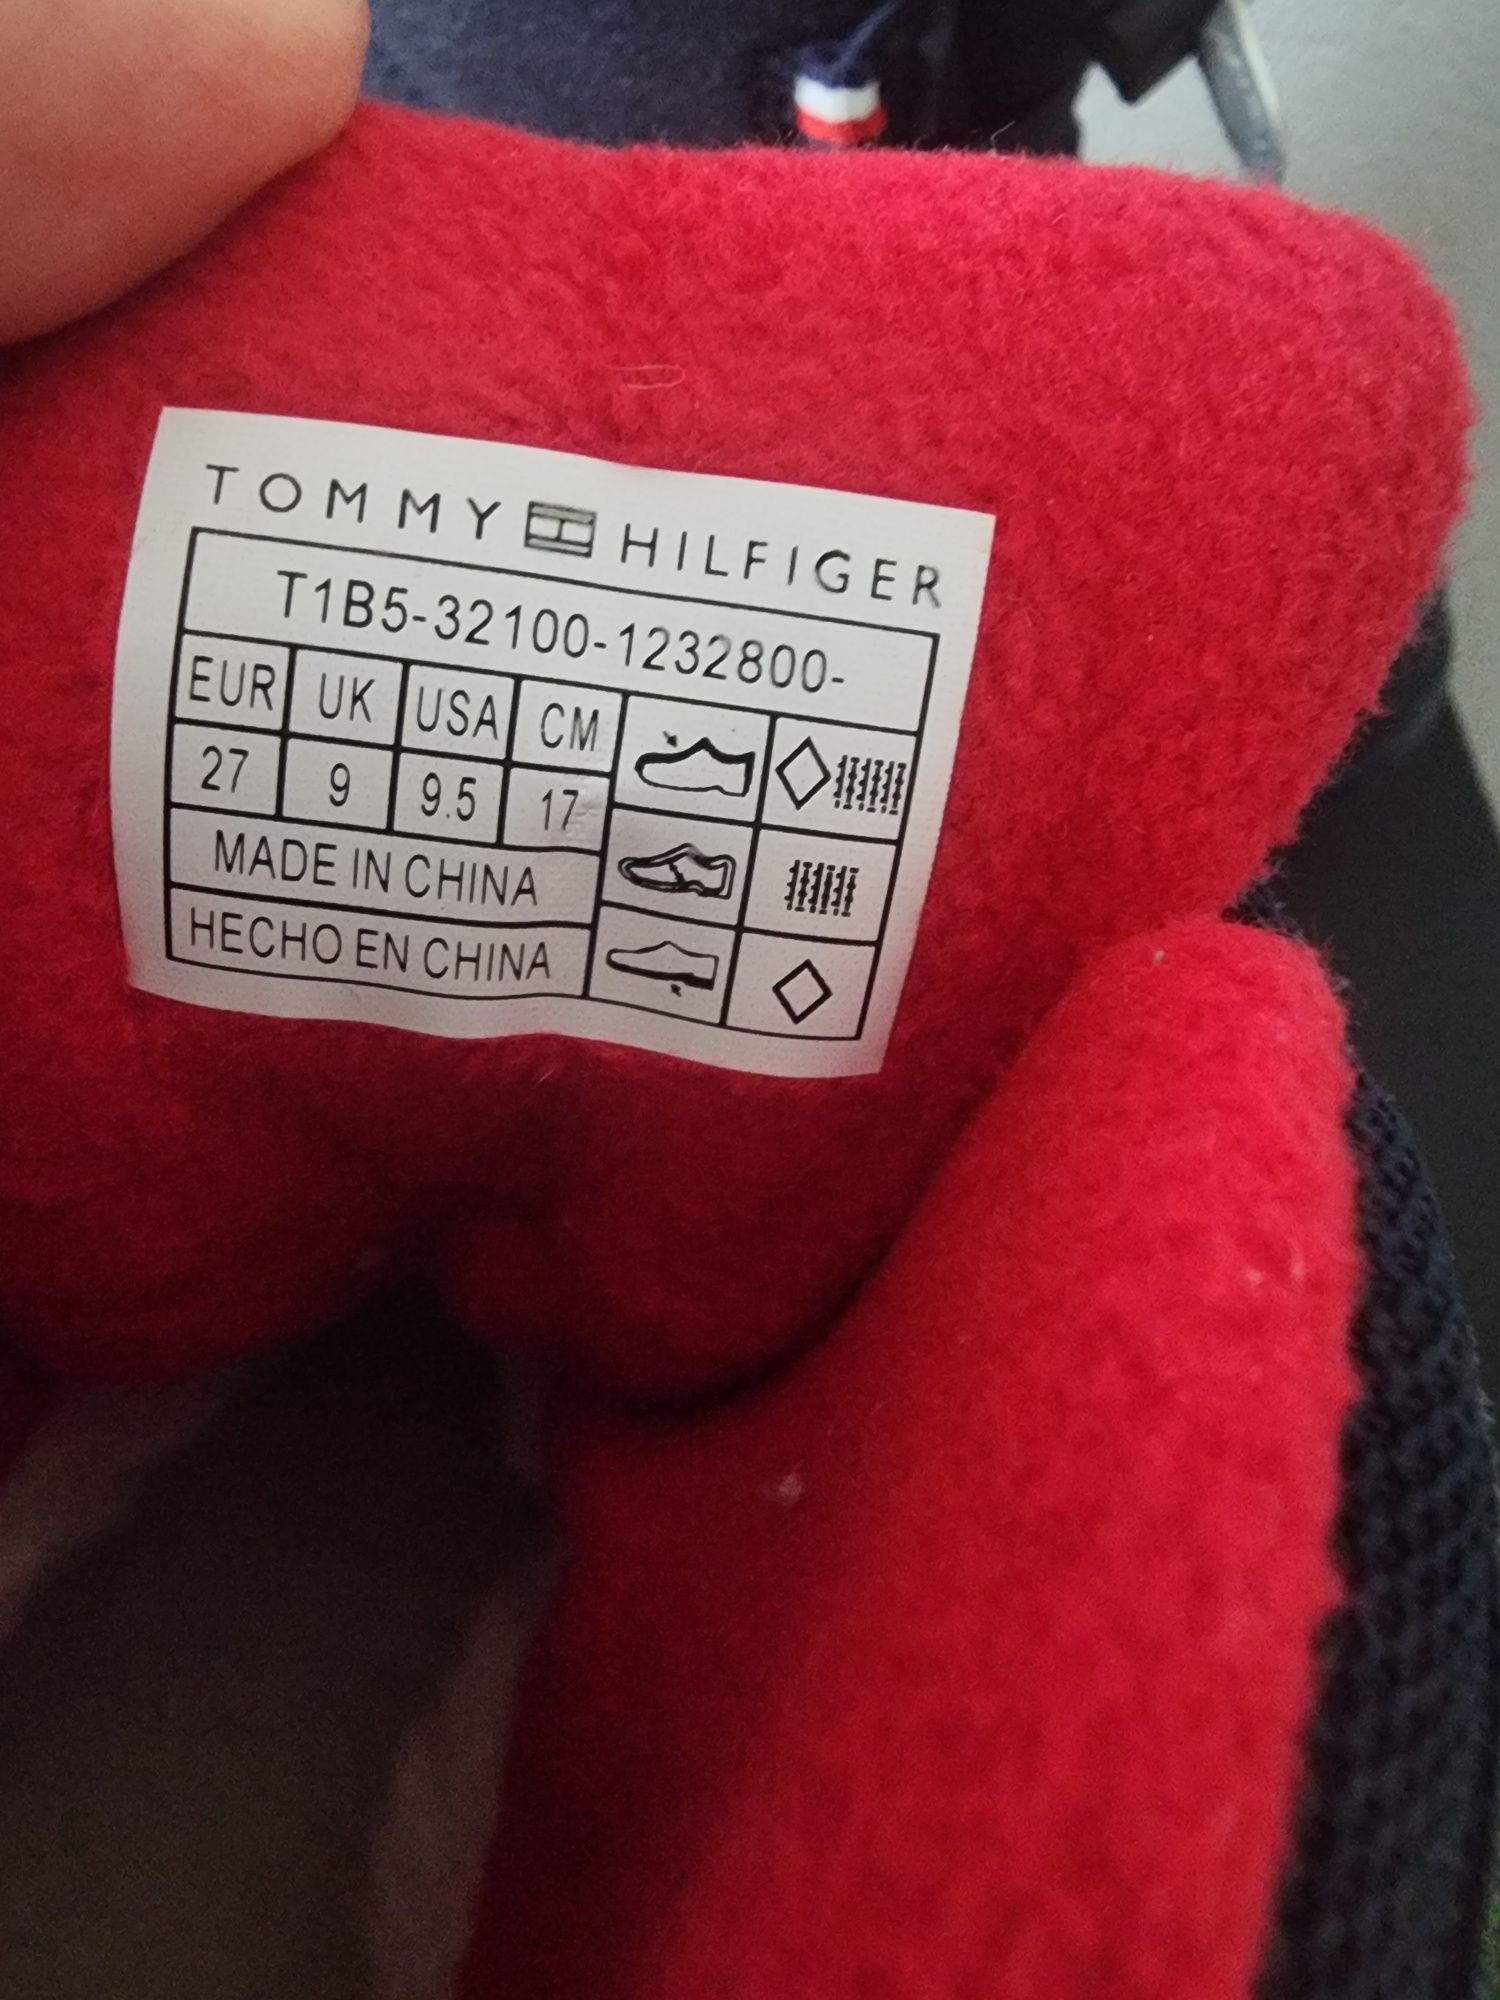 TOMMY HILFIGER
T1B5-32100-1232800-
EUR UK USA CM
27 9 9.5 17
MADE IN CHINA
HECHO EN CHINA